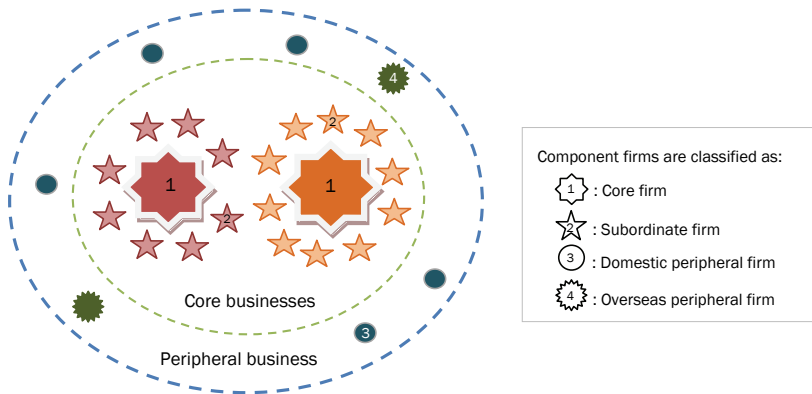 4
2
1
1
2
Core businesses
3
Peripheral business
Component firms are classified as:
1 : Core firm
2 : Subordinate firm
3 : Domestic peripheral firm
4 : Overseas peripheral firm